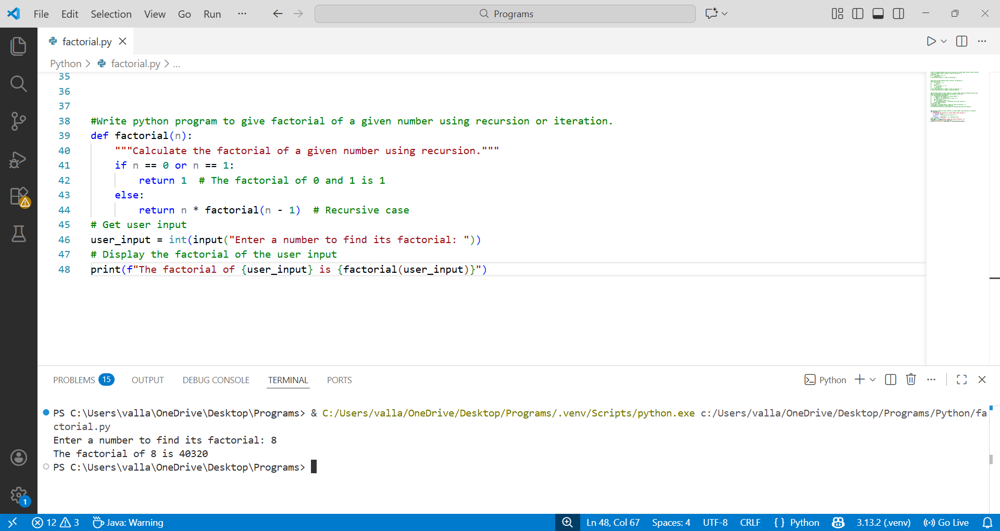 File Edit Selection View Go Run ··· Programs
factorial.py
Python > factorial.py > ...
35
36
37
38 #Write python program to give factorial of a given number using recursion or iteration.
39 def factorial(n):
40 """Calculate the factorial of a given number using recursion."""
41 if n == 0 or n == 1:
42 return 1  # The factorial of 0 and 1 is 1
43 else:
44 return n * factorial(n - 1)  # Recursive case
45 # Get user input
46 user_input = int(input("Enter a number to find its factorial: "))
47 # Display the factorial of the user input
48 print(f"The factorial of {user_input} is {factorial(user_input)}")
PROBLEMS 15 OUTPUT DEBUG CONSOLE TERMINAL PORTS Python
PS C:\Users\valla\OneDrive\Desktop\Programs> & C:/Users/valla/OneDrive/Desktop/Programs/.venv/Scripts/python.exe c:/Users/valla/OneDrive/Desktop/Programs/Python/fa
ctorial.py
Enter a number to find its factorial: 8
The factorial of 8 is 40320
PS C:\Users\valla\OneDrive\Desktop\Programs>
1
12 3 Java: Warning Ln 48, Col 67 Spaces: 4 UTF-8 CRLF { } Python 3.13.2 (.venv) Go Live